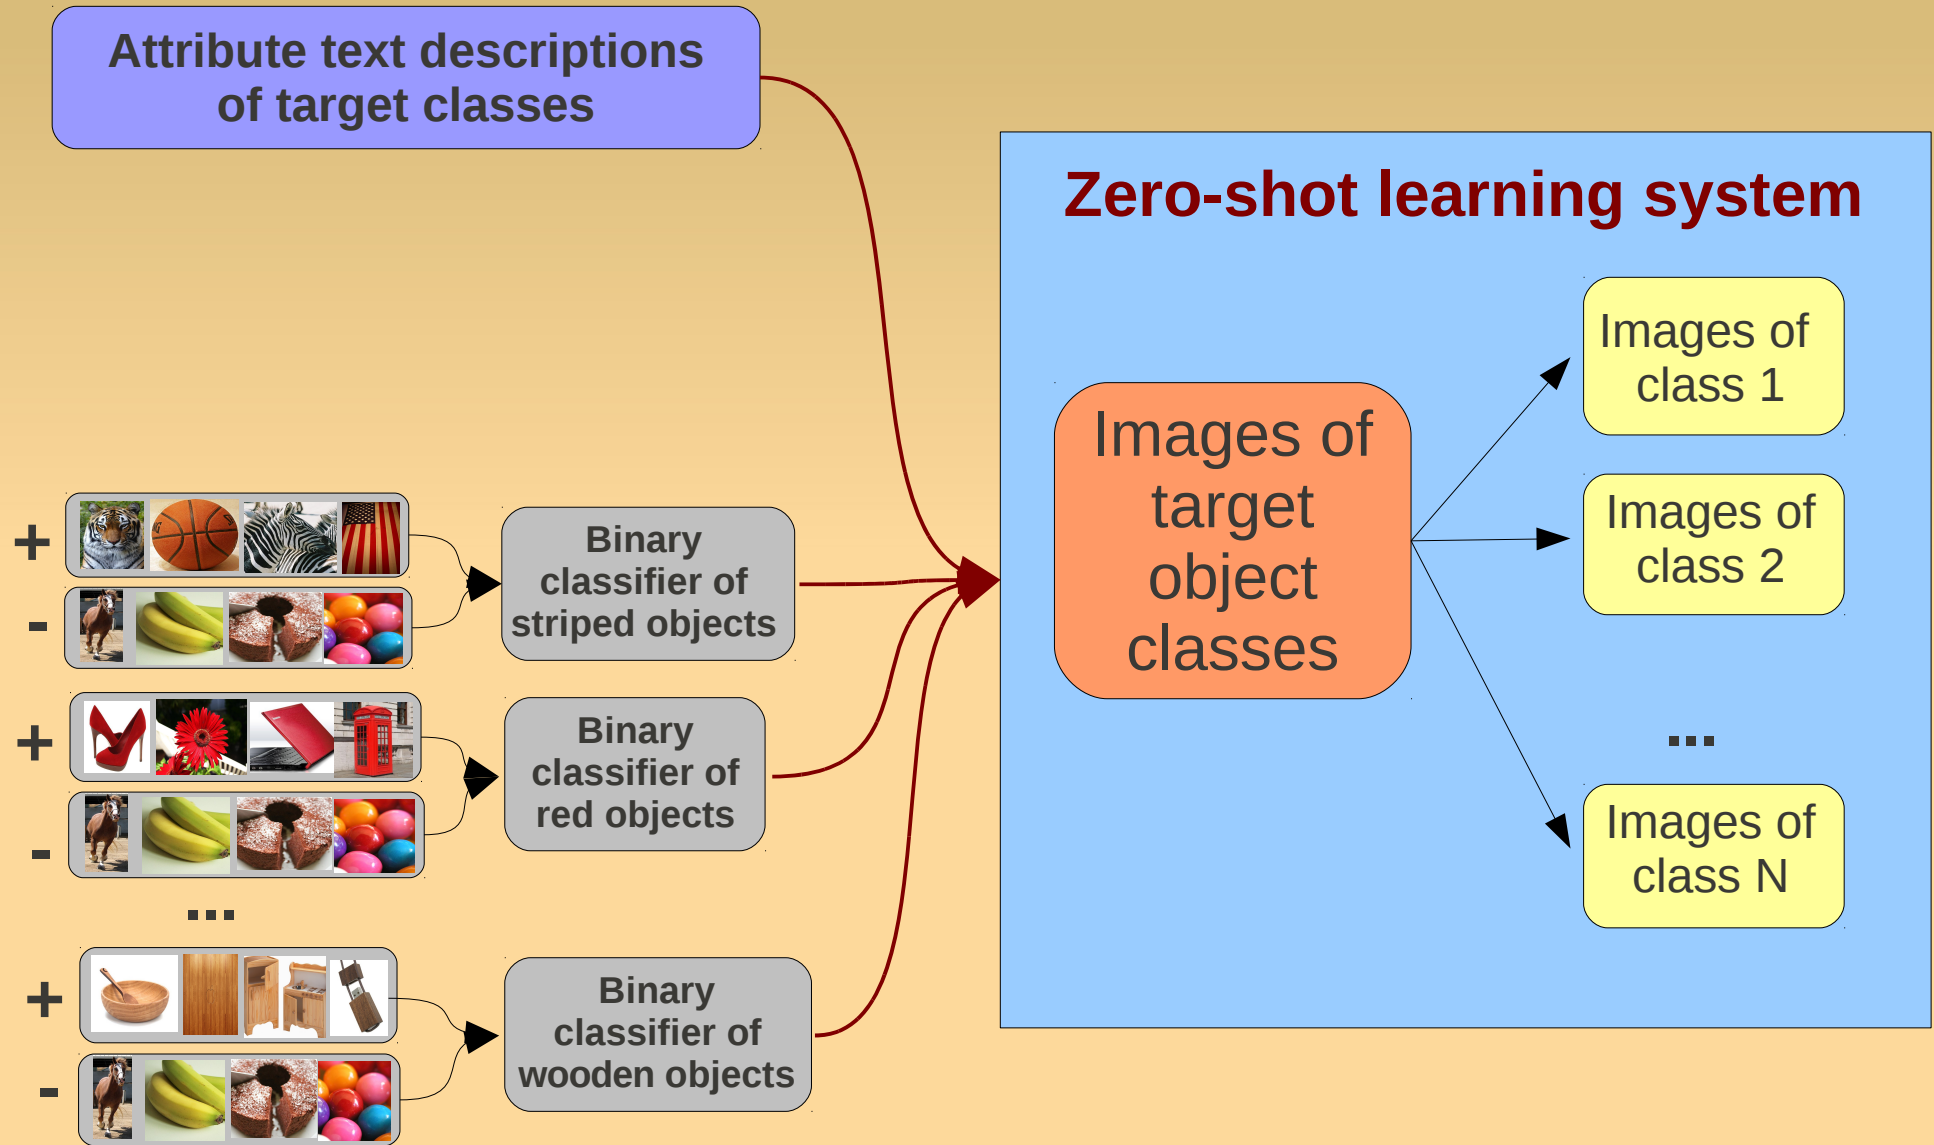 Attribute text descriptions
of target classes
Zero-shot learning system
Images of
target
object
classes
Images of
class 1
Images of
class 2
...
Images of
class N
+
-
Binary
classifier of
striped objects
+
-
Binary
classifier of
red objects
...
+
-
Binary
classifier of
wooden objects